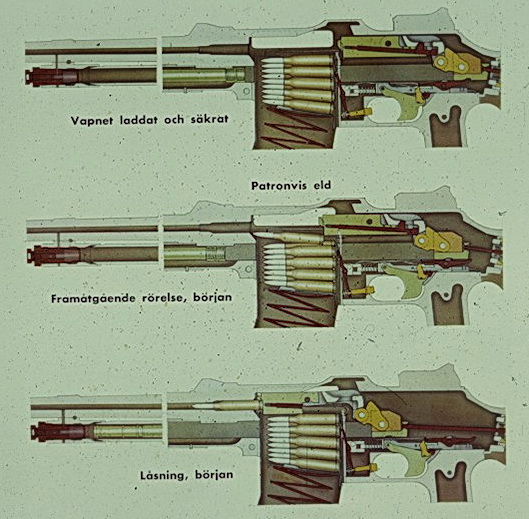 Vapnet laddat och säkrat
Patronvis eld
Framåtgående rörelse, början
Låsning, början